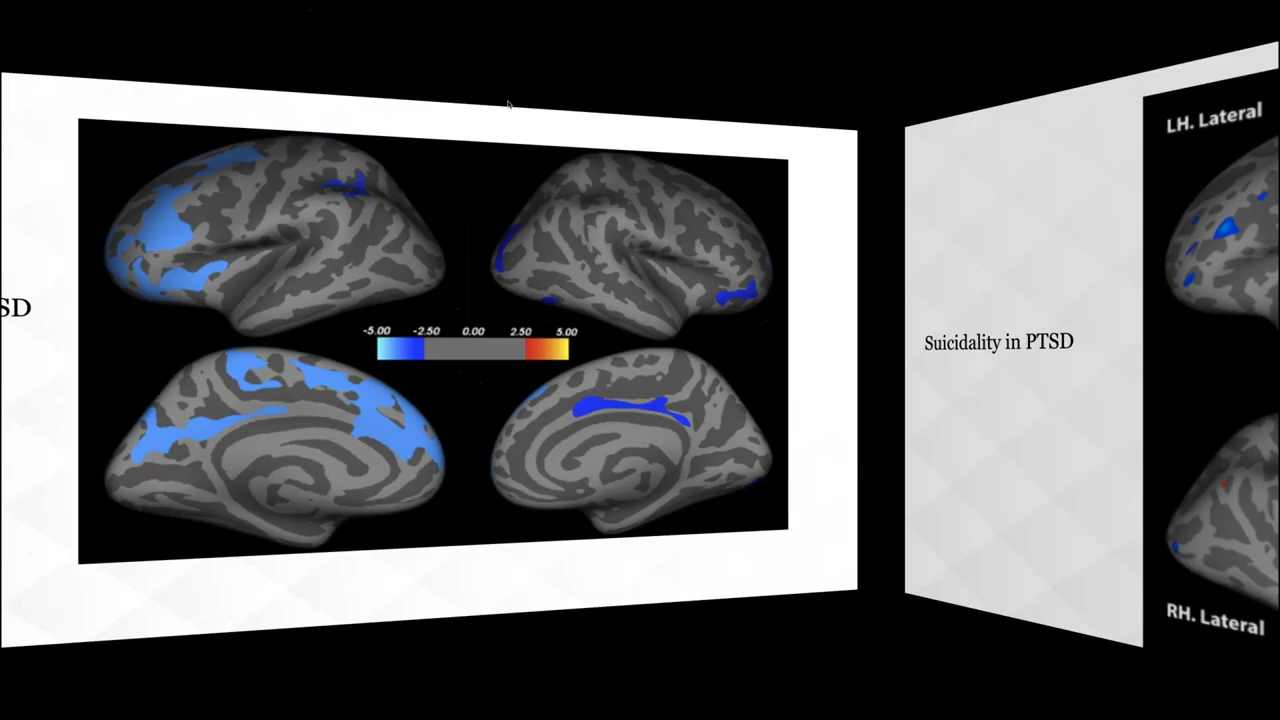 SD
-5.00 -2.50 0.00 2.50 5.00
Suicidality in PTSD
LH. Lateral
RH. Lateral